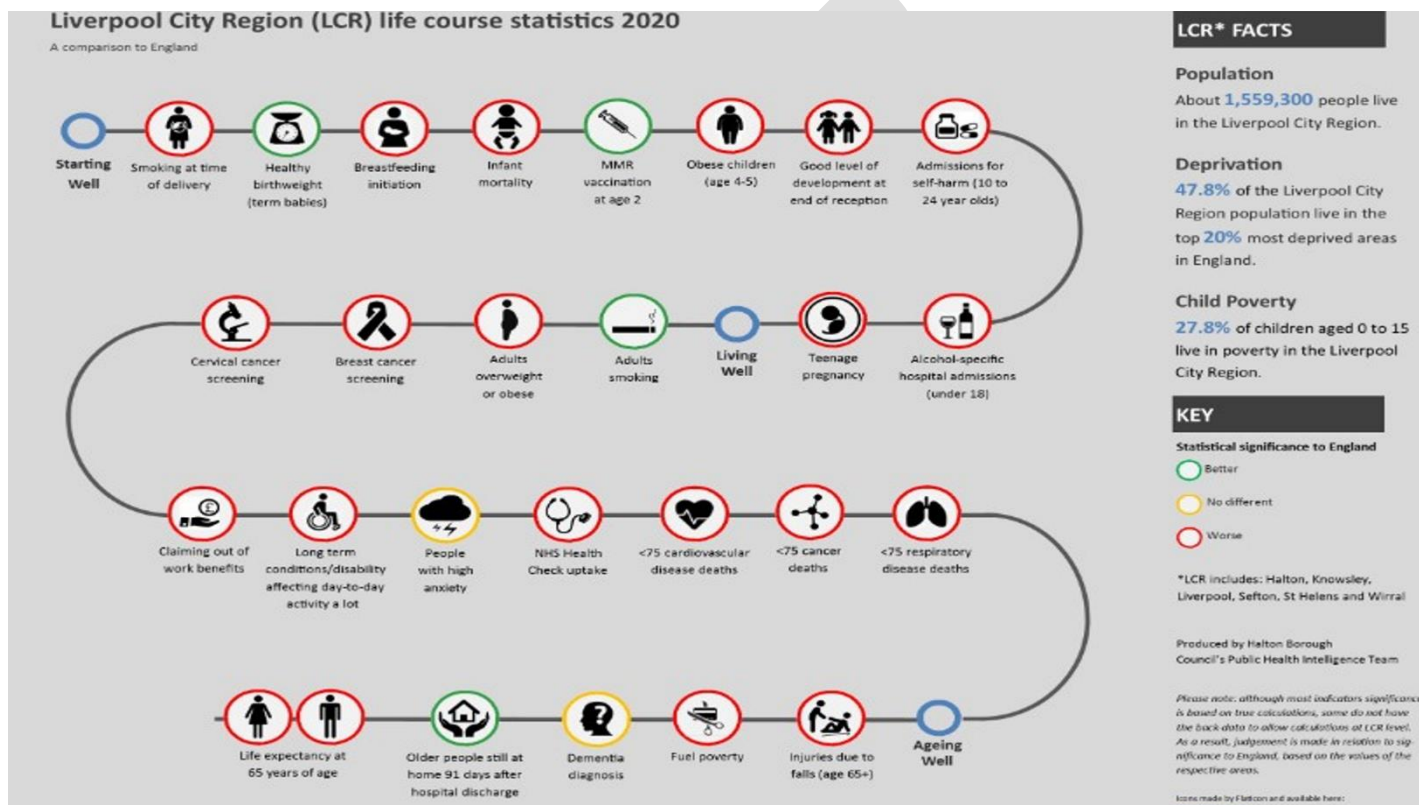 Liverpool City Region (LCR) life course statistics 2020
A comparison to England
Starting
Well
Smoking at time
of delivery
Healthy
birthweight
(term babies)
Breastfeeding
initiation
Infant
mortality
MMR
vaccination
at age 2
Obese children
(age 4-5)
Good level of
development at
end of reception
Admissions for
self-harm (10 to
24 year olds)
Cervical cancer
screening
Breast cancer
screening
Adults
overweight
or obese
Adults
smoking
Living
Well
Teenage
pregnancy
Alcohol-specific
hospital admissions
(under 18)
£
Claiming out of
work benefits
Long term
conditions/disability
affecting day-to-day
activity a lot
People
with high
anxiety
NHS Health
Check uptake
<75 cardiovascular
disease deaths
<75 cancer
deaths
<75 respiratory
disease deaths
Life expectancy at
65 years of age
Older people still at
home 91 days after
hospital discharge
?
Dementia
diagnosis
Fuel poverty
Injuries due to
falls (age 65+)
Ageing
Well
LCR* FACTS
Population
About 1,559,300 people live
in the Liverpool City Region.
Deprivation
47.8% of the Liverpool City
Region population live in the
top 20% most deprived areas
in England.
Child Poverty
27.8% of children aged 0 to 15
live in poverty in the Liverpool
City Region.
KEY
Statistical significance to England
Better
No different
Worse
*LCR includes: Halton, Knowsley,
Liverpool, Sefton, St Helens and Wirral
Produced by Halton Borough
Council's Public Health Intelligence Team
Please note: although most indicators significance
is based on true calculations, some do not have
the back-data to allow calculations at LCR level.
As a result, judgement is made in relation to sig-
nificance to England, based on the values of the
respective areas.
Icons made by Flaticon and available here: